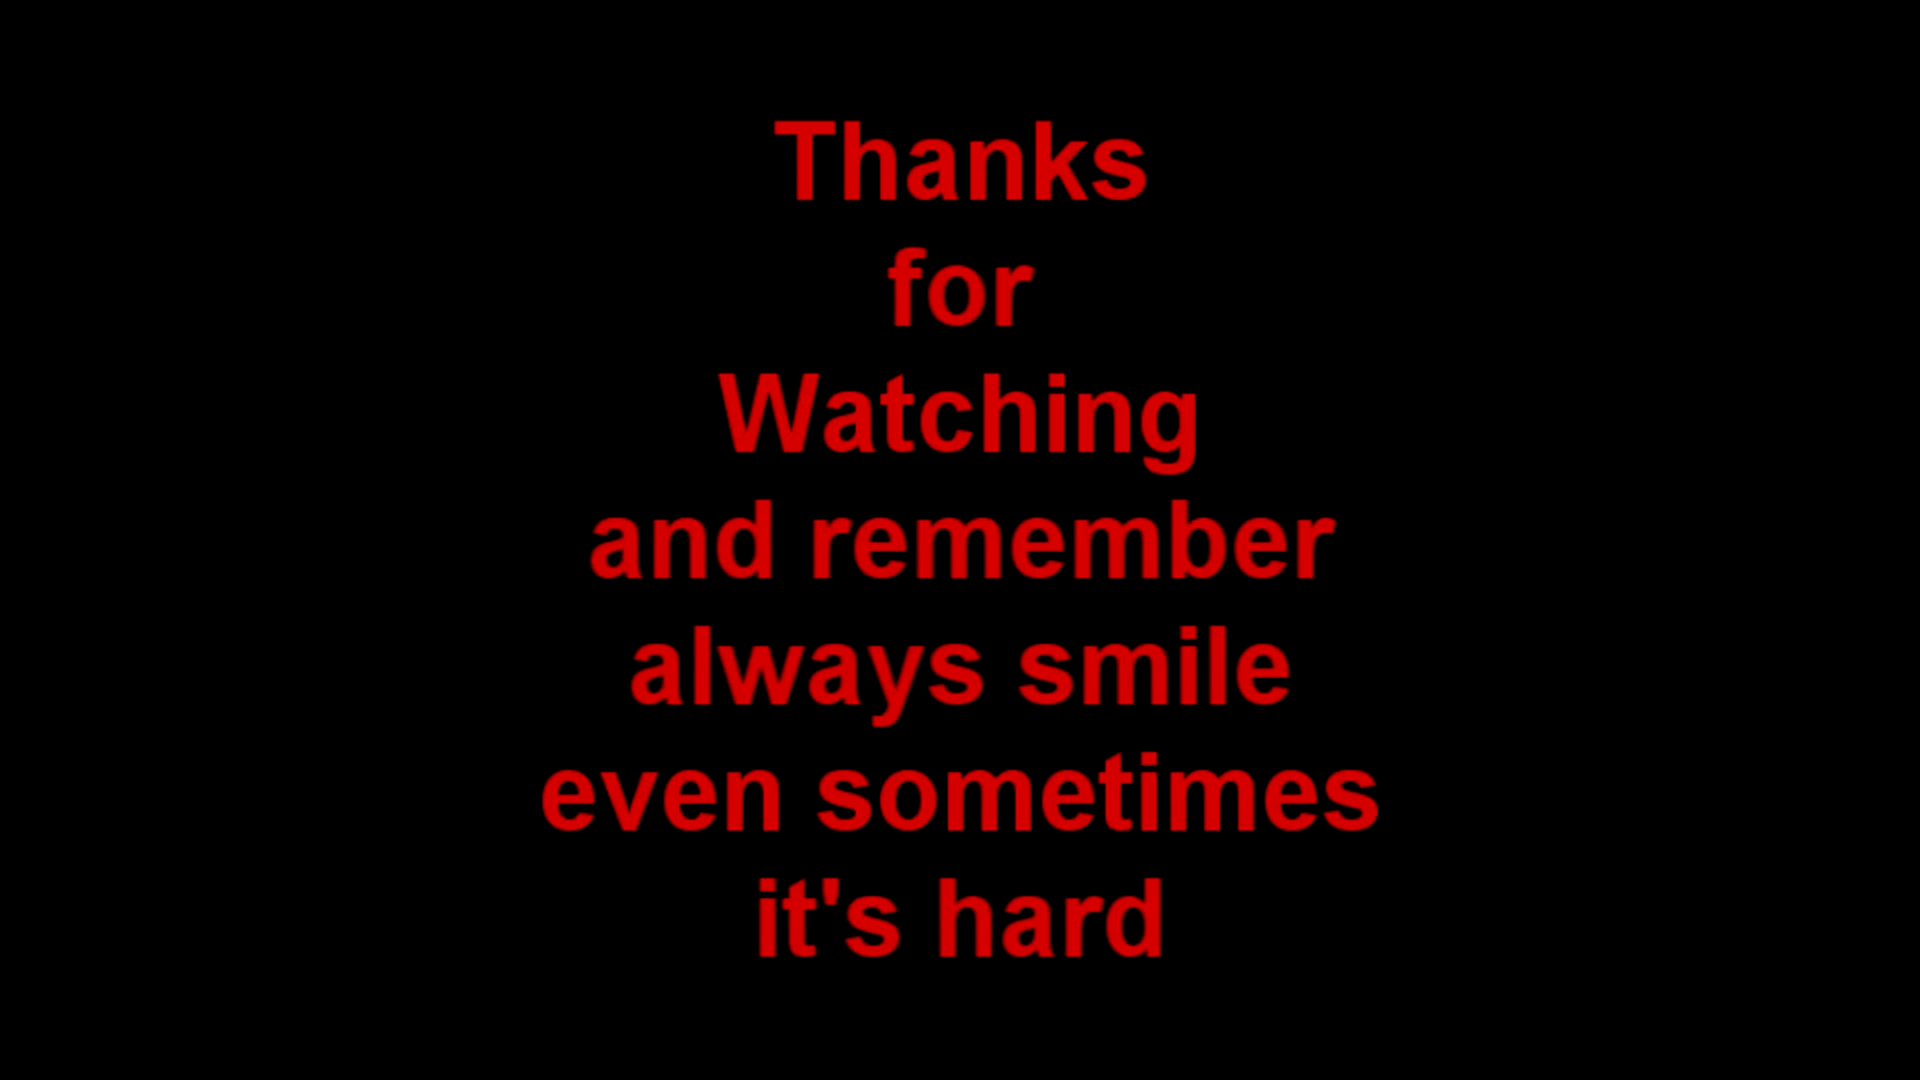 Thanks
for
Watching
and remember
always smile
even sometimes
it's hard